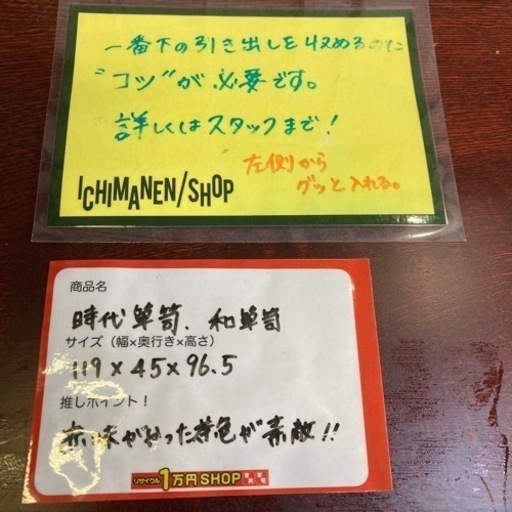 一番下の引き出しを収めるのに
"コツ"が必要です。
詳しくはスタッフまで!
左側から
グッと入れる。
ICHIMANEN/SHOP
商品名
時代箪笥、和箪笥
サイズ(幅×奥行き×高さ)
119×45×96.5
推しポイント!
赤味がかった茶色が素敵!!
リサイクル1万円SHOP